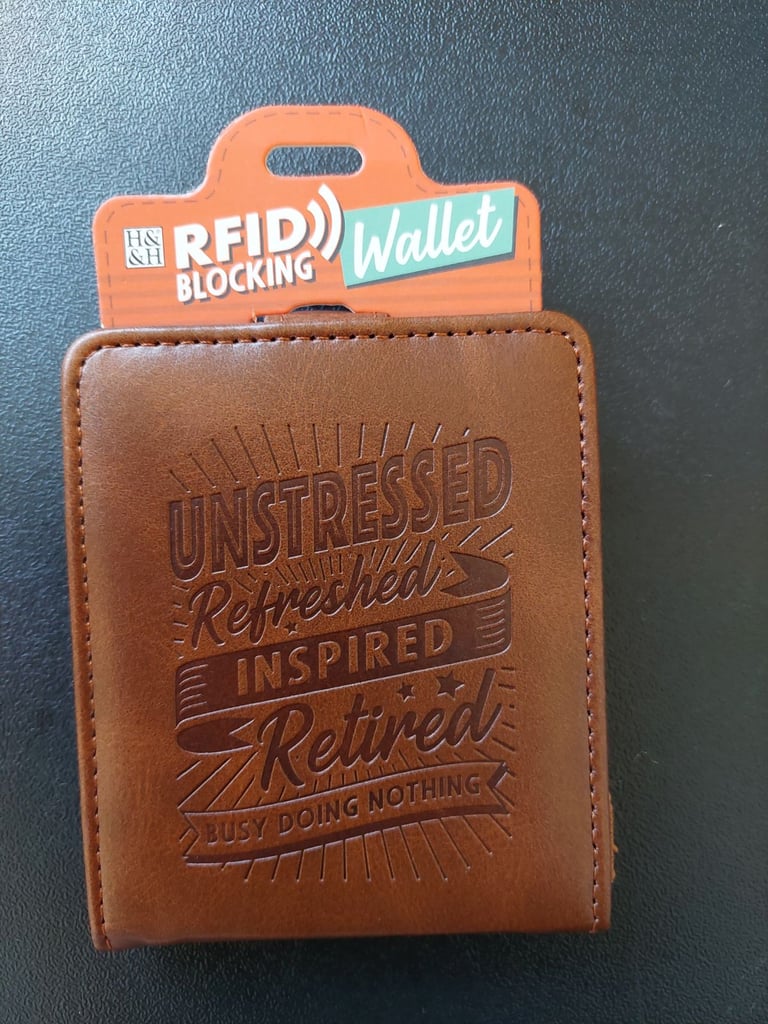 H&
&H
RFID
BLOCKING
Wallet
UNSTRESSED
Refreshed
INSPIRED
Retired
BUSY DOING NOTHING